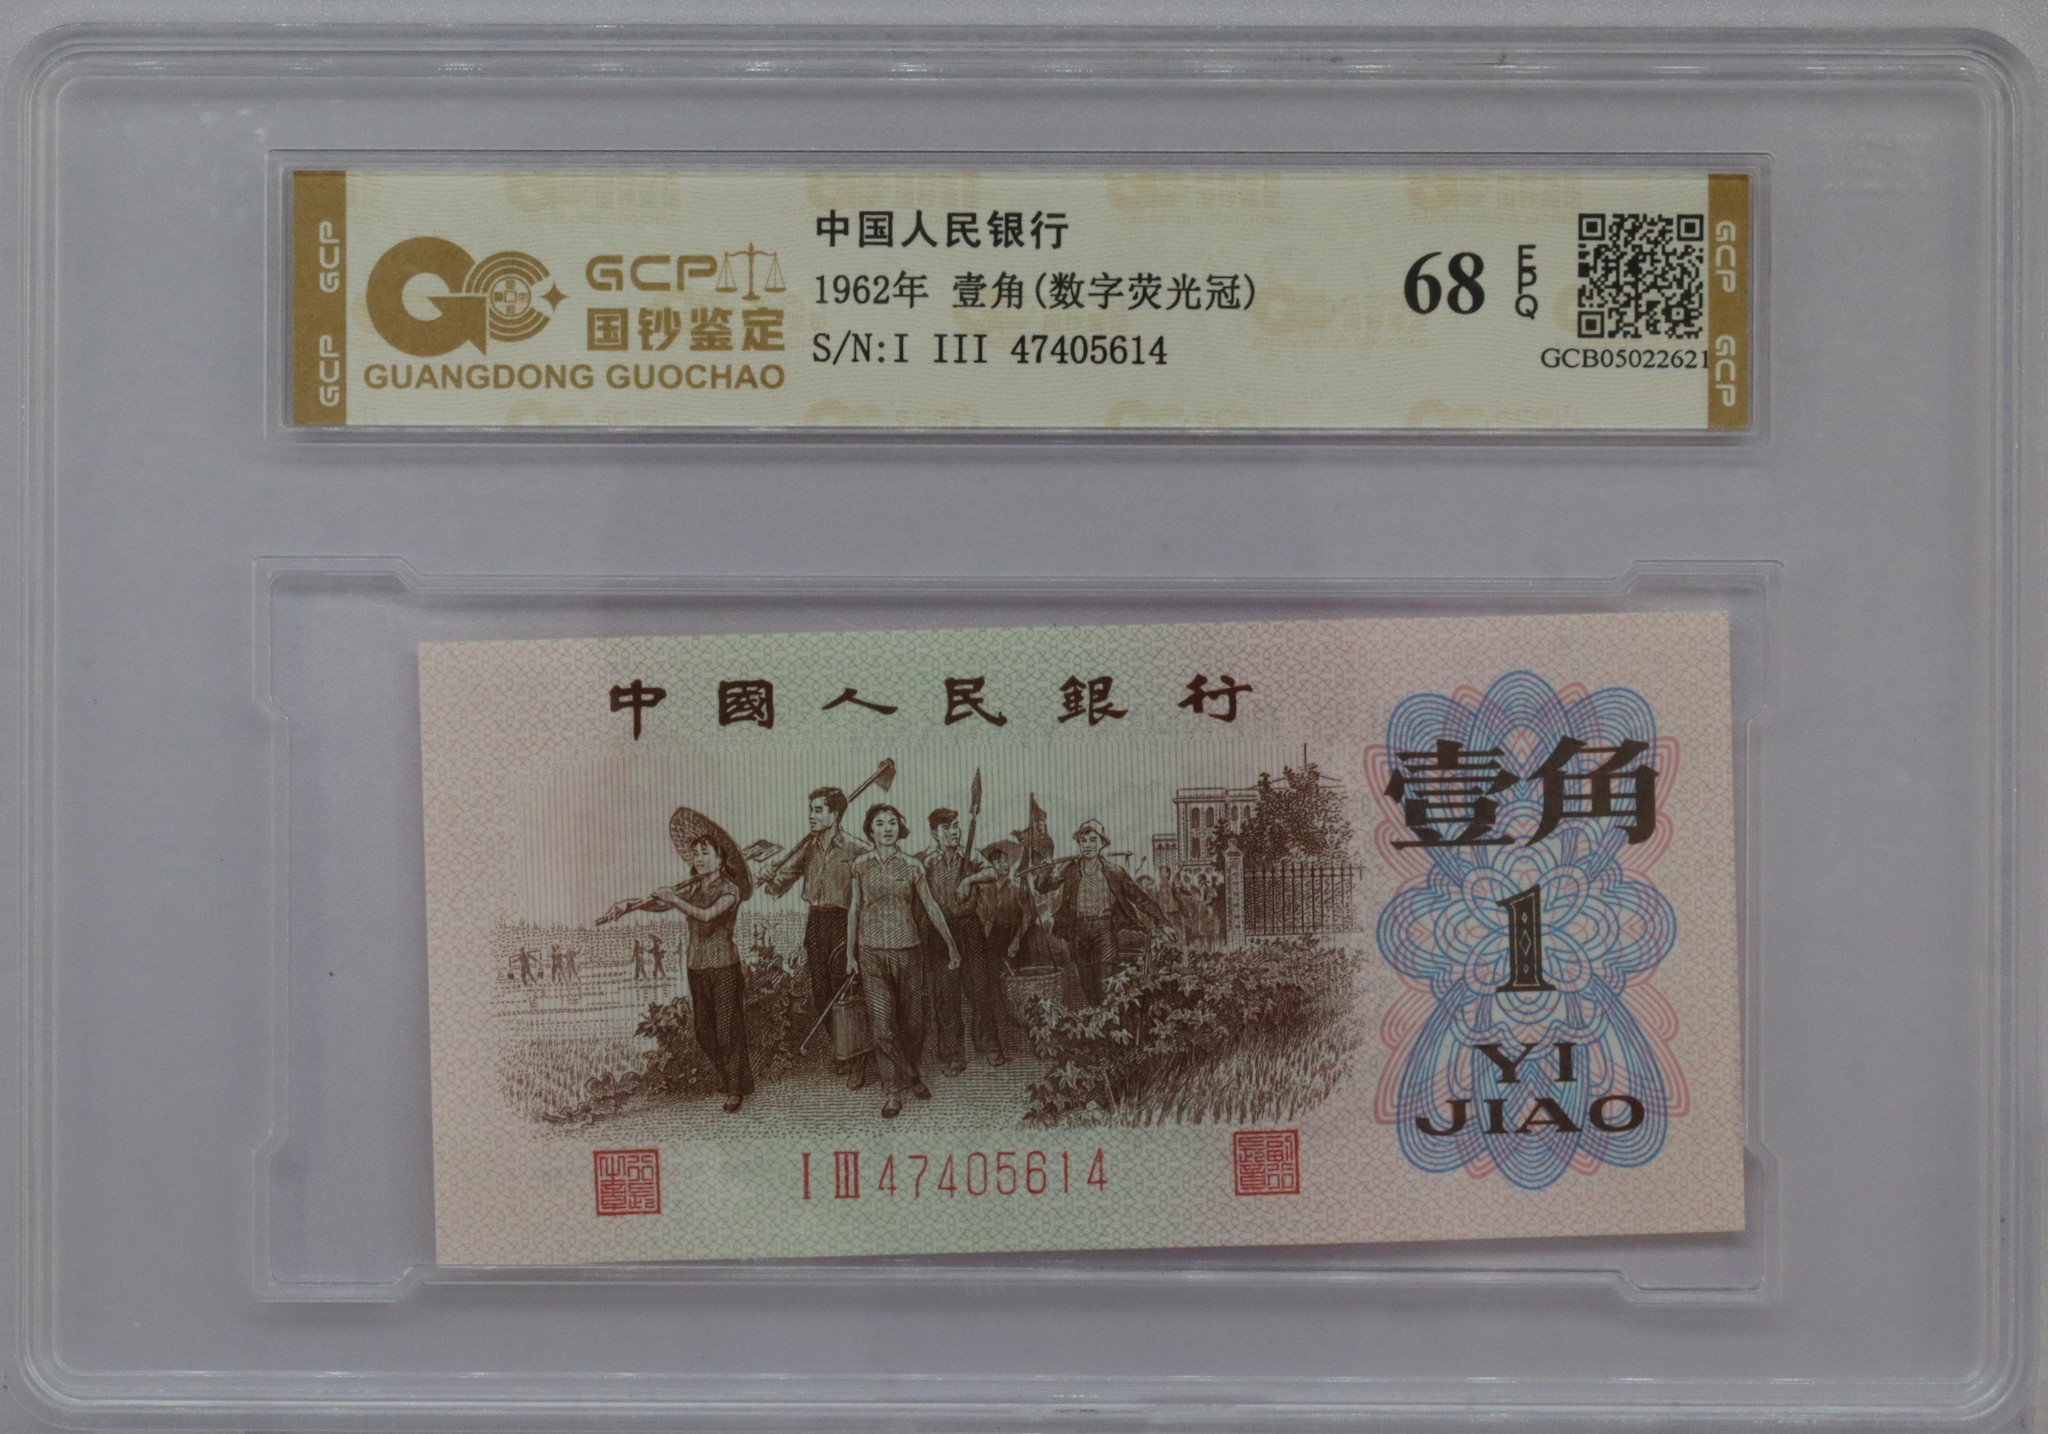 GCP
GCP
GCP
国钞鉴定
GUANGDONG GUOCHAO
中国人民银行
1962年 壹角(数字荧光冠)
S/N:I III 47405614
68
EPQ
GCB05022621
GCP
GCP
中國人民銀行
壹角
1
YI
JIAO
I III 47405614